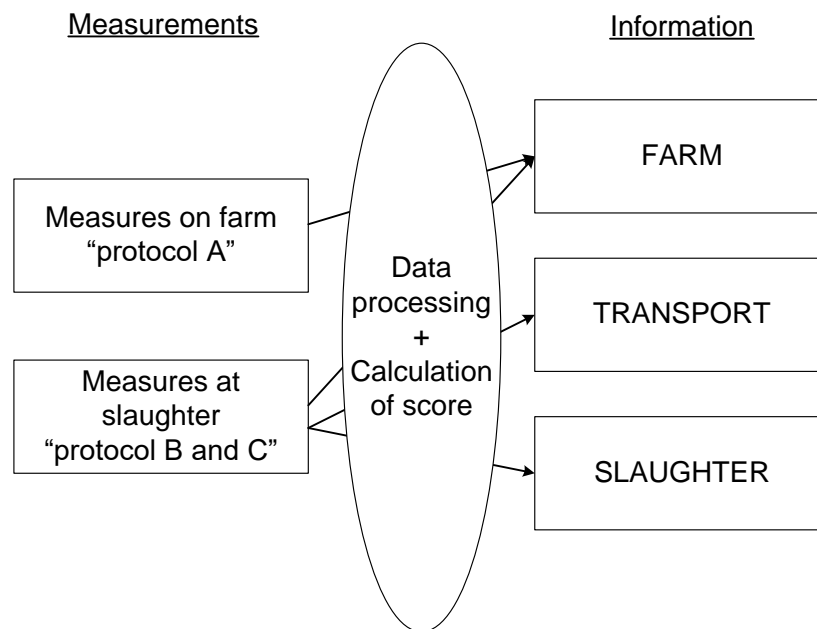 Measurements
Information
Measures on farm
“protocol A”
Measures at
slaughter
“protocol B and C”
Data
processing
+
Calculation
of score
FARM
TRANSPORT
SLAUGHTER